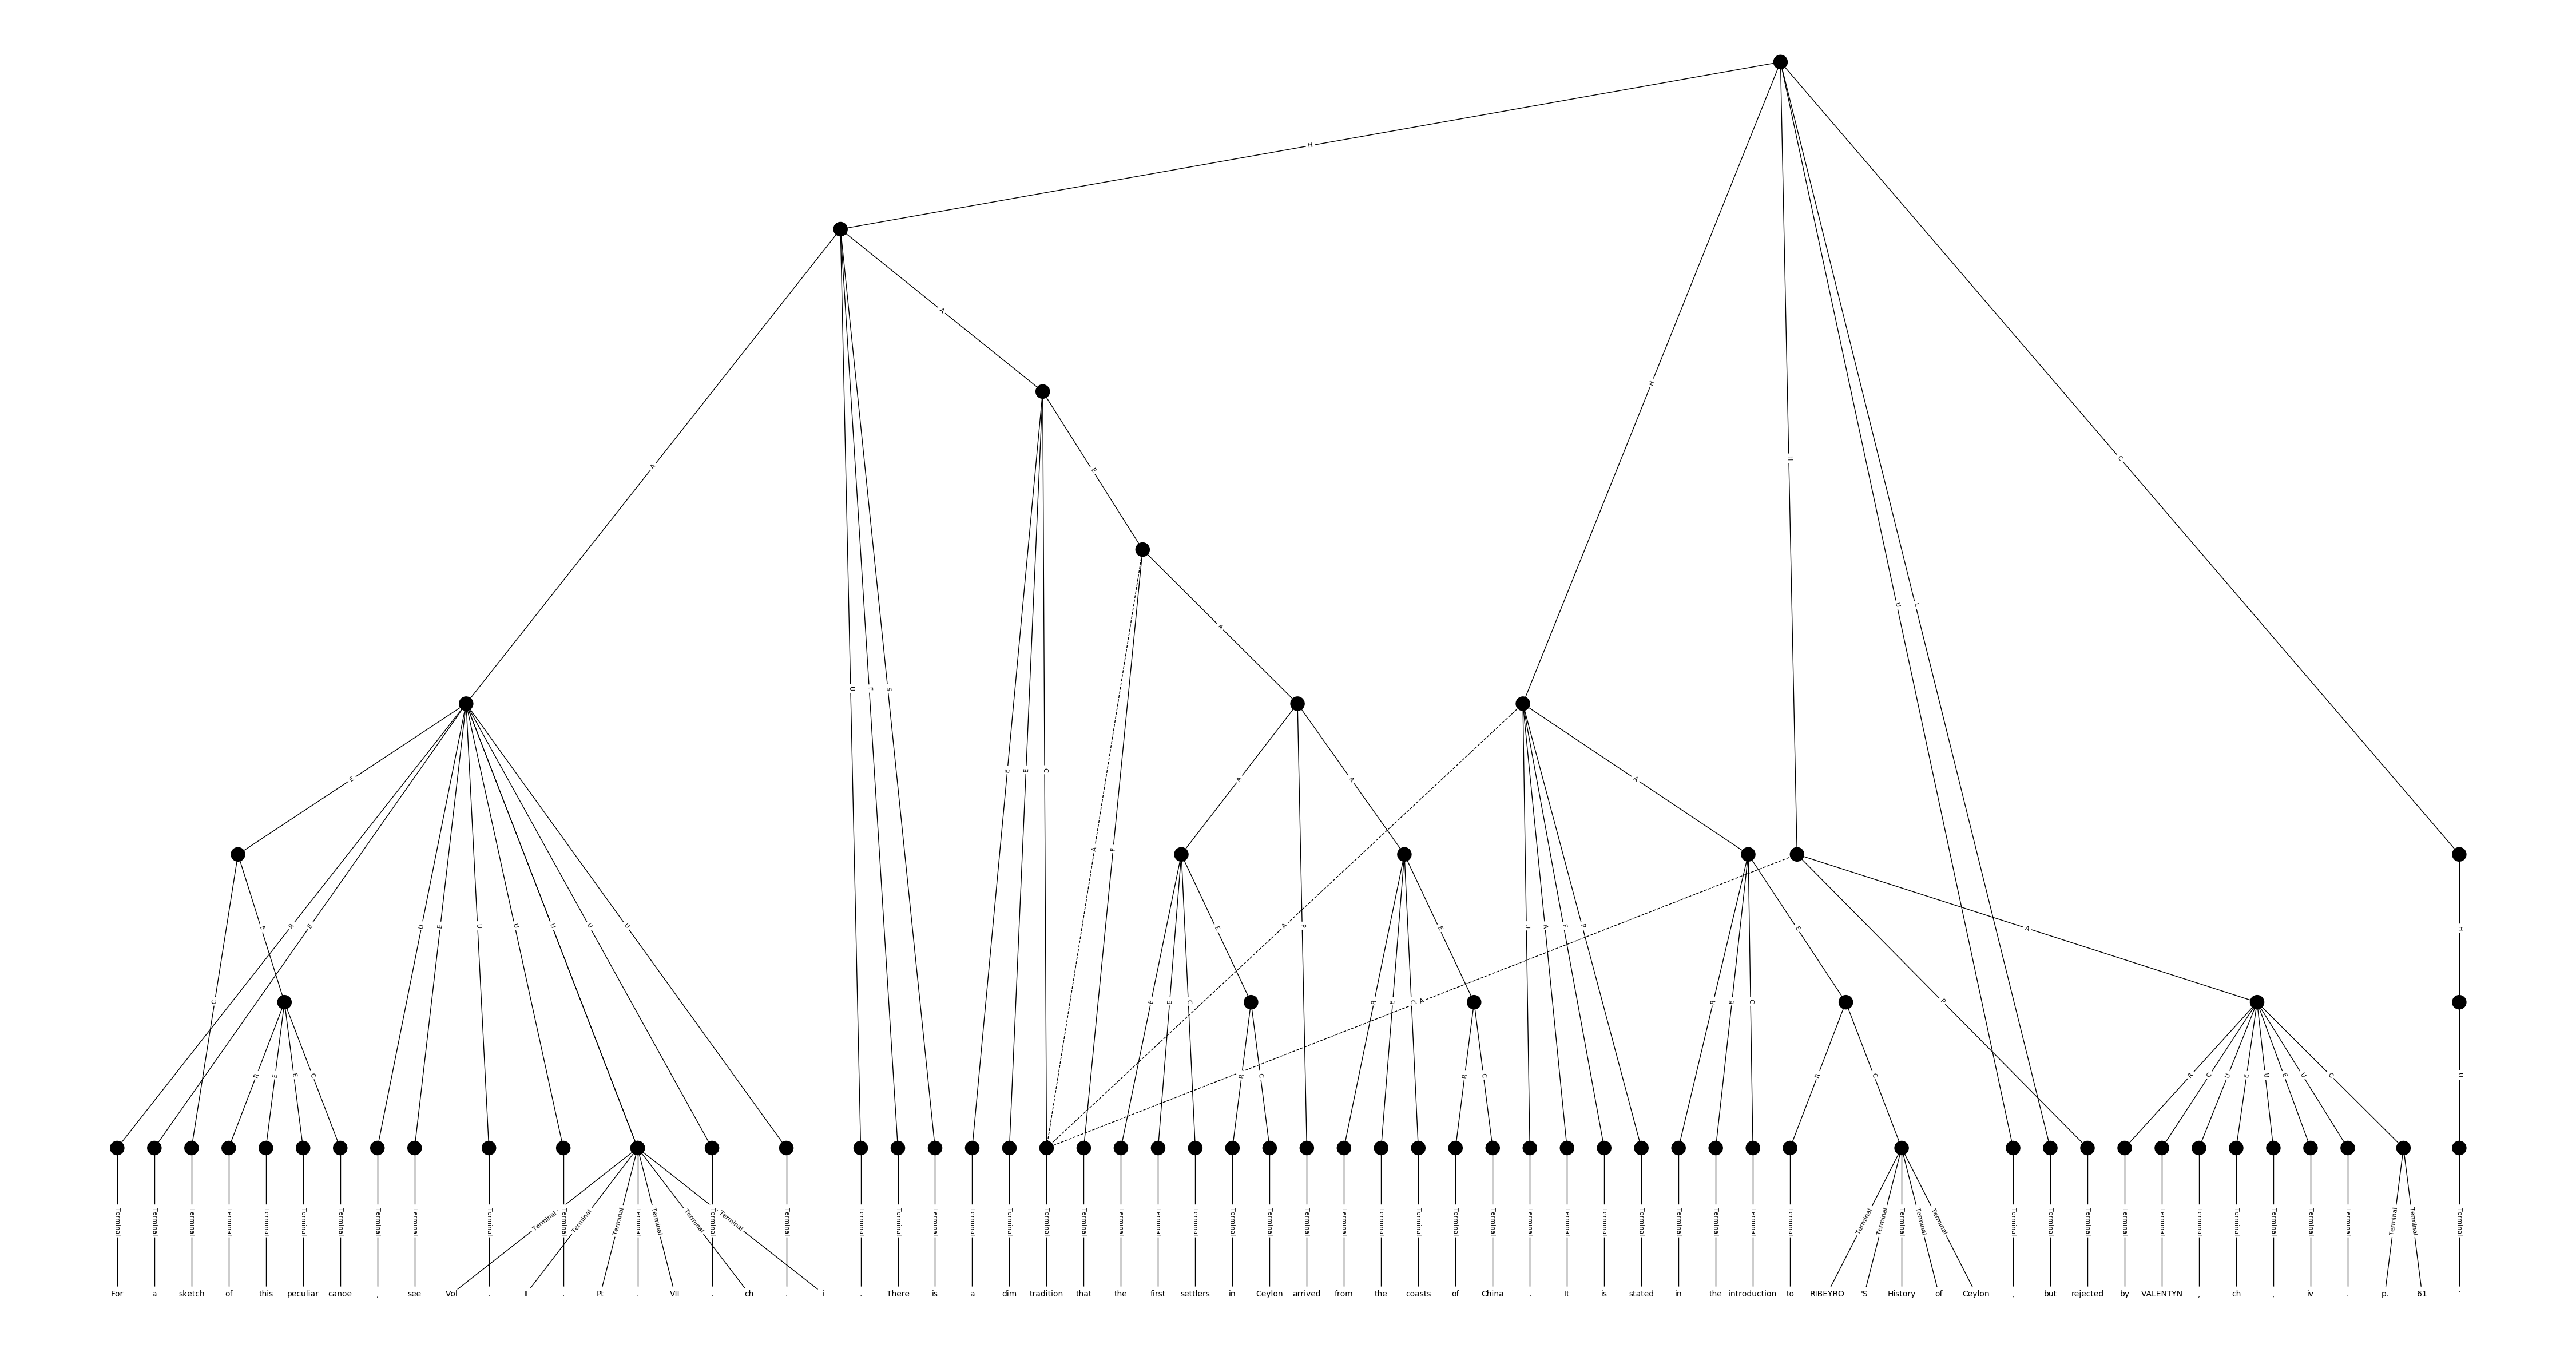 H
A
E
A
H
H
C
A
U
F
S
U
L
E
E
C
E
A
A
A
A
F
R
E
U
E
U
U
U
U
U
A
P
U
A
F
P
E
A
H
C
E
E
C
R
E
C
A
R
E
C
P
R
E
E
C
R
C
R
C
R
C
R
C
U
E
U
E
U
C
U
Terminal Terminal Terminal Terminal Terminal Terminal Terminal Terminal Terminal Terminal Terminal Terminal Terminal Terminal Terminal Terminal Terminal Terminal Terminal Terminal Terminal Terminal Terminal Terminal Terminal Terminal Terminal Terminal Terminal Terminal Terminal Terminal Terminal Terminal Terminal Terminal Terminal Terminal Terminal Terminal Terminal Terminal Terminal Terminal Terminal Terminal Terminal Terminal Terminal Terminal Terminal Terminal Terminal Terminal Terminal Terminal Terminal Terminal Terminal Terminal Terminal Terminal Terminal Terminal
For a sketch of this peculiar canoe , see Vol . II . Pt . VII . ch . i . There is a dim tradition that the first settlers in Ceylon arrived from the coasts of China . It is stated in the introduction to RIBEYRO 'S History of Ceylon , but rejected by VALENTYN , ch , iv . p. 61 '